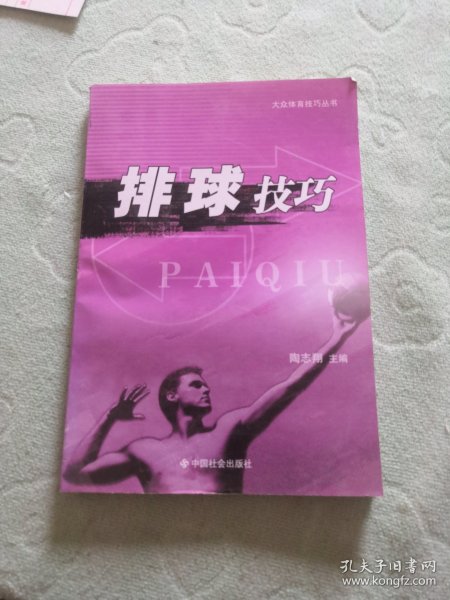 大众体育技巧丛书
排球技巧
PAIQIU
陶志翔 主编
中国社会出版社
孔夫子旧书网
www.kongfz.com